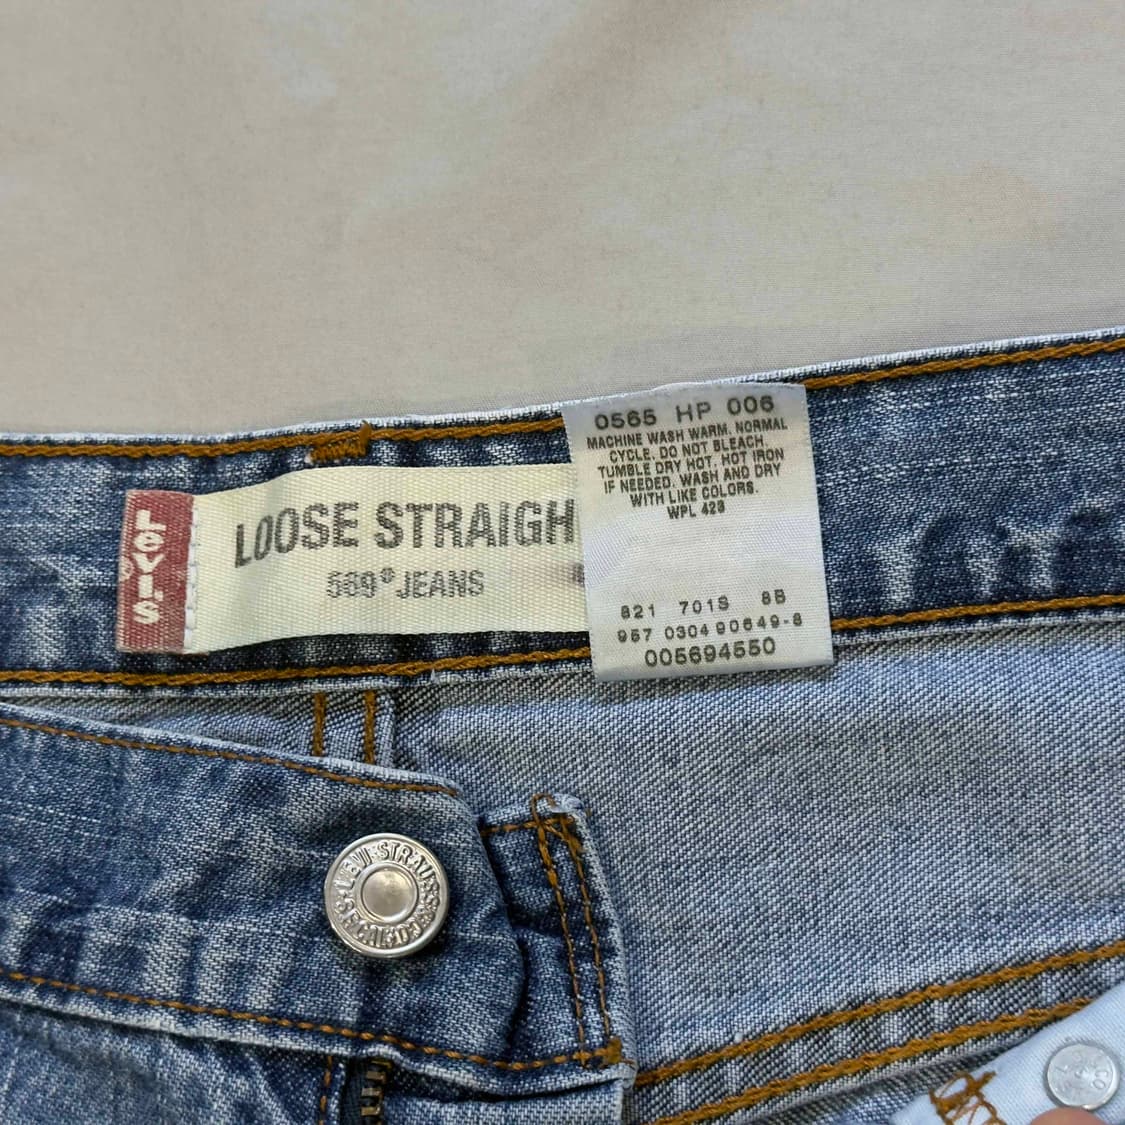 0565 HP 006
MACHINE WASH WARM. NORMAL
CYCLE. DO NOT BLEACH.
TUMBLE DRY HOT. HOT IRON
IF NEEDED. WASH AND DRY
WITH LIKE COLORS.
WPL 423
Levi's
LOOSE STRAIGH
569® JEANS
821 701S 8B
957 0304 90649-8
005694550
LEVI STRAUSS & CO
S.F. CAL